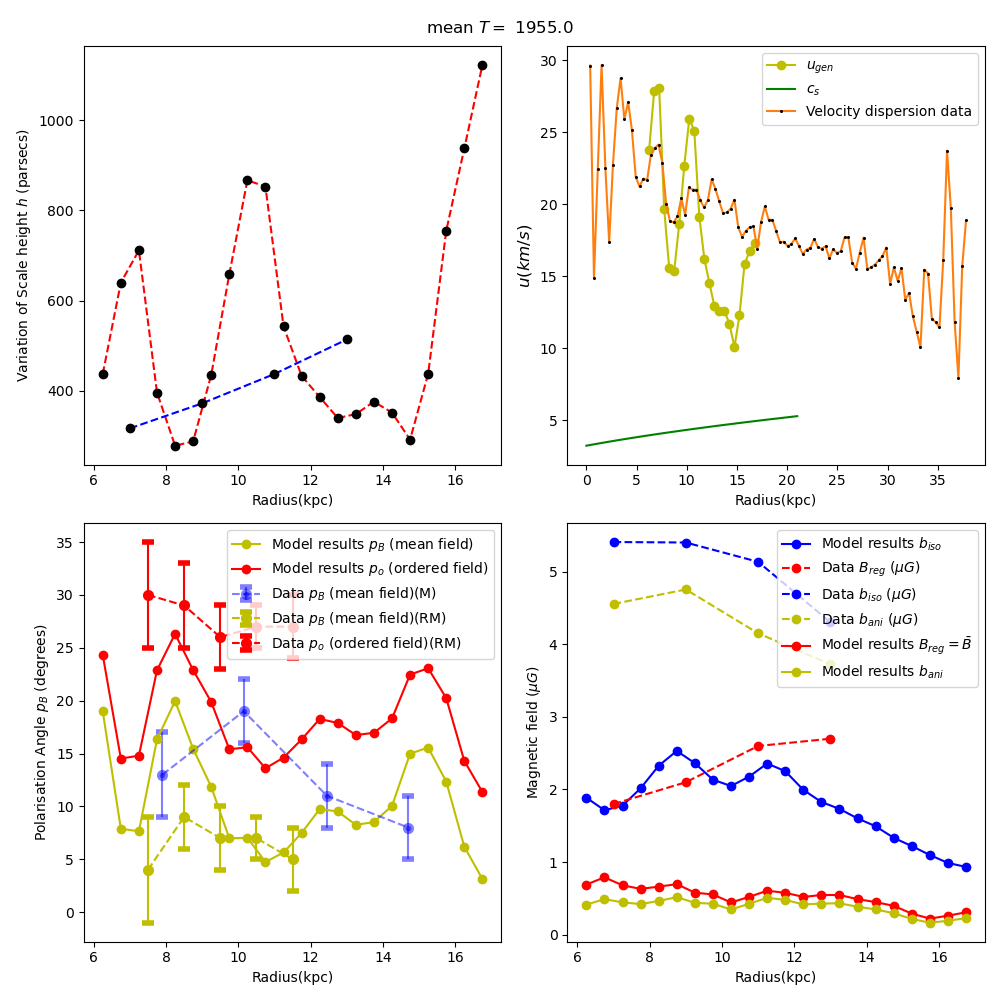 mean T = 1955.0
Variation of Scale height h (parsecs)
1000
800
600
400
6 8 10 12 14 16
Radius(kpc)
u(km/s)
30
25
20
15
10
5
u_gen
c_s
Velocity dispersion data
0 5 10 15 20 25 30 35
Radius(kpc)
Polarisation Angle p_B (degrees)
35
30
25
20
15
10
5
0
Model results p_B (mean field)
Model results p_o (ordered field)
Data p_B (mean field)(M)
Data p_B (mean field)(RM)
Data p_o (ordered field)(RM)
6 8 10 12 14 16
Radius(kpc)
Magnetic field (μG)
5
4
3
2
1
0
Model results b_iso
Data B_reg (μG)
Data b_iso (μG)
Data b_ani (μG)
Model results B_reg = B̄
Model results b_ani
6 8 10 12 14 16
Radius(kpc)